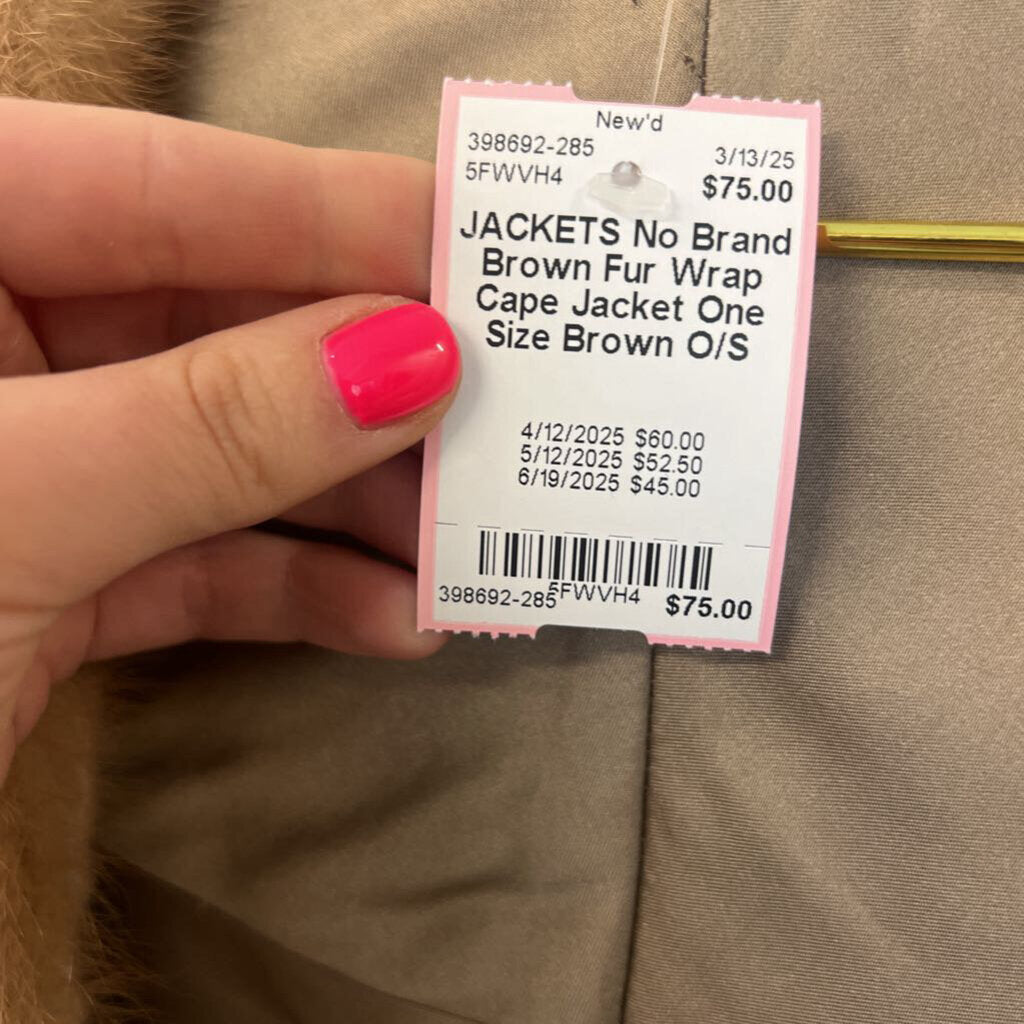 New'd
398692-285 3/13/25
5FWVH4 $75.00
JACKETS No Brand
Brown Fur Wrap
Cape Jacket One
Size Brown O/S
4/12/2025 $60.00
5/12/2025 $52.50
6/19/2025 $45.00
398692-285 5FWVH4 $75.00